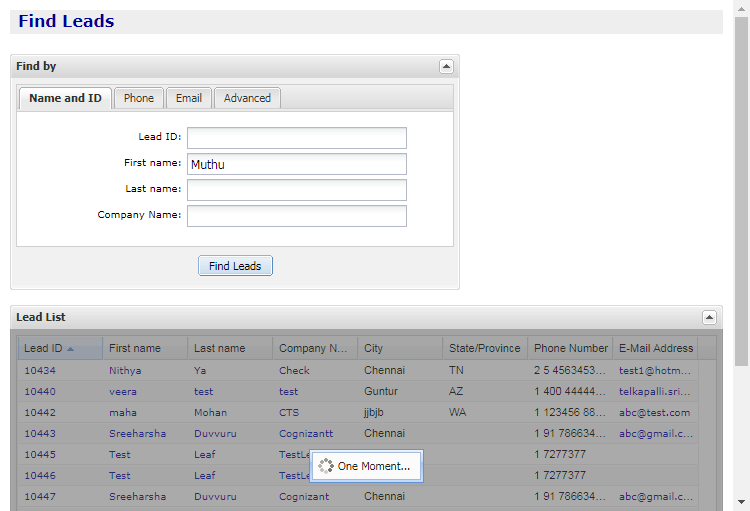 Find Leads
Find by
Name and ID Phone Email Advanced
Lead ID:
First name: Muthu
Last name:
Company Name:
Find Leads
Lead List
Lead ID First name Last name Company N... City State/Province Phone Number E-Mail Address
10434 Nithya Ya Check Chennai TN 2 5 4563453... test1@hotm...
10440 veera test test Guntur AZ 1 400 44444... telkapalli.sri...
10442 maha Mohan CTS jjbjb WA 1 123456 88... abc@test.com
10443 Sreeharsha Duvvuru Cognizantt Chennai 1 91 786634... abc@gmail.c...
10445 Test Leaf 1 7277377
One Moment...
10446 Test Leaf 1 7277377
10447 Sreeharsha Duvvuru Cognizant Chennai 1 91 786634... abc@gmail.c...